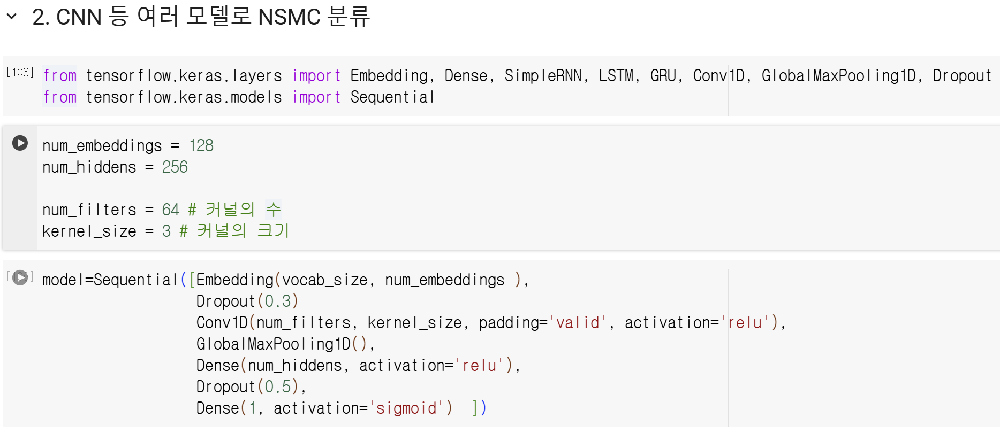 2. CNN 등 여러 모델로 NSMC 분류
[106] from tensorflow.keras.layers import Embedding, Dense, SimpleRNN, LSTM, GRU, Conv1D, GlobalMaxPooling1D, Dropout
from tensorflow.keras.models import Sequential
num_embeddings = 128
num_hiddens = 256
num_filters = 64 # 커널의 수
kernel_size = 3 # 커널의 크기
model=Sequential([Embedding(vocab_size, num_embeddings ),
Dropout(0.3)
Conv1D(num_filters, kernel_size, padding='valid', activation='relu'),
GlobalMaxPooling1D(),
Dense(num_hiddens, activation='relu'),
Dropout(0.5),
Dense(1, activation='sigmoid')  ])